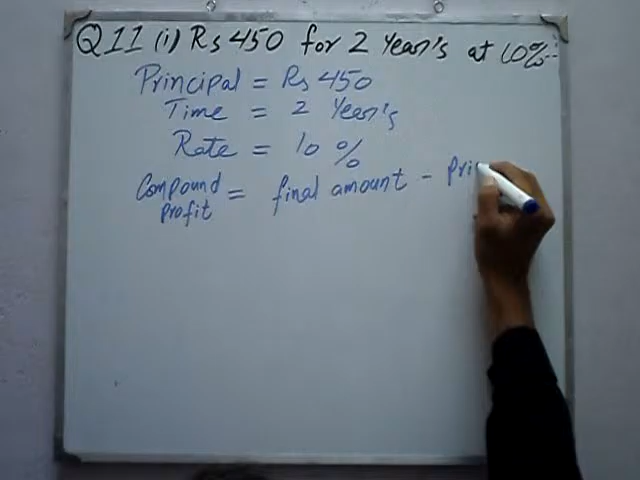 Q11 (i) Rs 450 for 2 Year's at 10%:-
Principal = Rs 450
Time = 2 Year's
Rate = 10 %
Compound profit = final amount - Pri